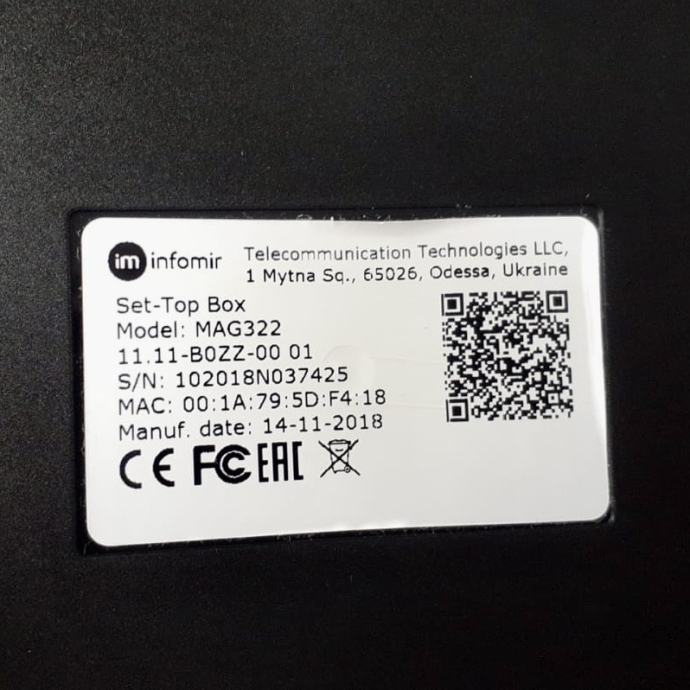 im infomir Telecommunication Technologies LLC,
1 Mytna Sq., 65026, Odessa, Ukraine
Set-Top Box
Model: MAG322
11.11-B0ZZ-00 01
S/N: 102018N037425
MAC: 00:1A:79:5D:F4:18
Manuf. date: 14-11-2018
CE FC EAC